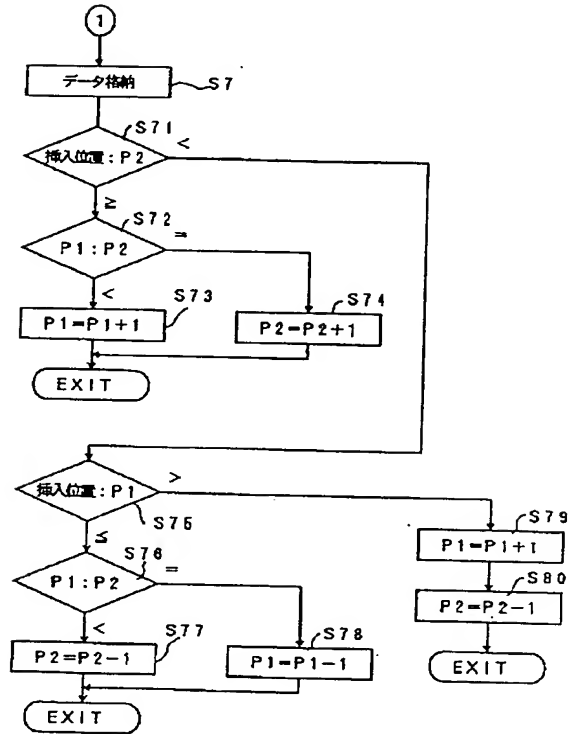 1
データ格納
S7
S71
挿入位置:P2
<
≥
S72
P1:P2
=
<
S73
P1=P1+1
S74
P2=P2+1
EXIT
挿入位置:P1
>
S75
≤
S76
P1:P2
=
<
S77
P2=P2-1
S78
P1=P1-1
EXIT
S79
P1=P1+1
S80
P2=P2-1
EXIT